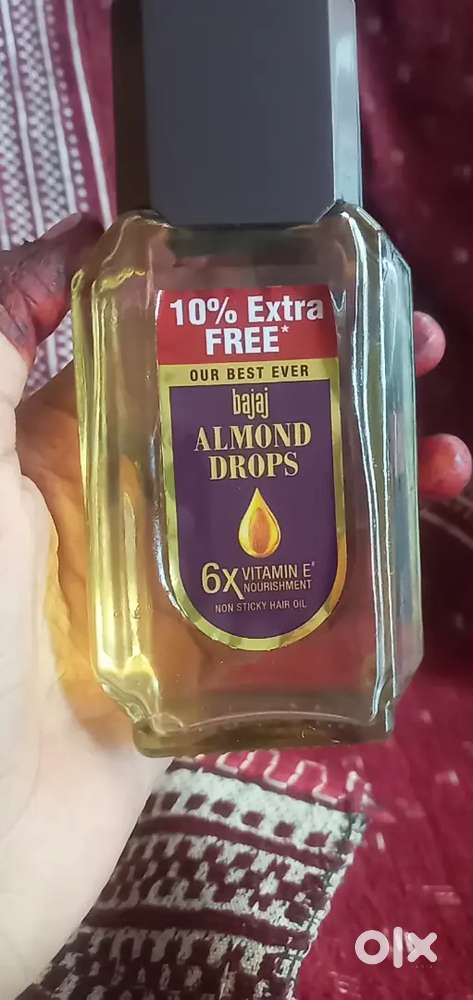 10% Extra
FREE*
OUR BEST EVER
bajaj
ALMOND
DROPS
6X VITAMIN E#
NOURISHMENT
NON STICKY HAIR OIL
olx